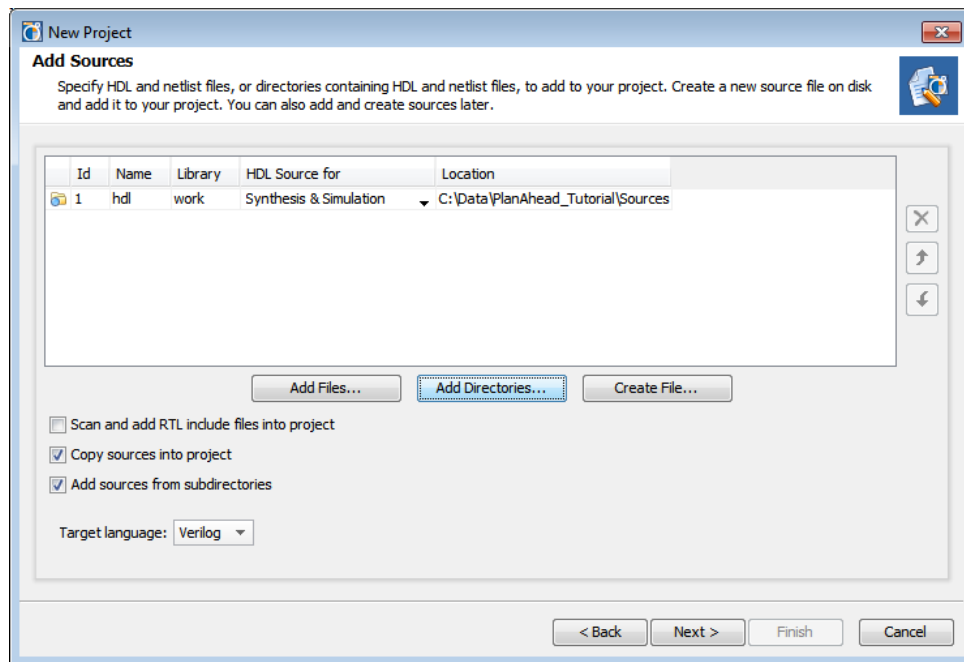 New Project
Add Sources
Specify HDL and netlist files, or directories containing HDL and netlist files, to add to your project. Create a new source file on disk
and add it to your project. You can also add and create sources later.
Id Name Library HDL Source for Location
1 hdl work Synthesis & Simulation C:\Data\PlanAhead_Tutorial\Sources
Add Files... Add Directories... Create File...
Scan and add RTL include files into project
Copy sources into project
Add sources from subdirectories
Target language: Verilog
< Back Next > Finish Cancel